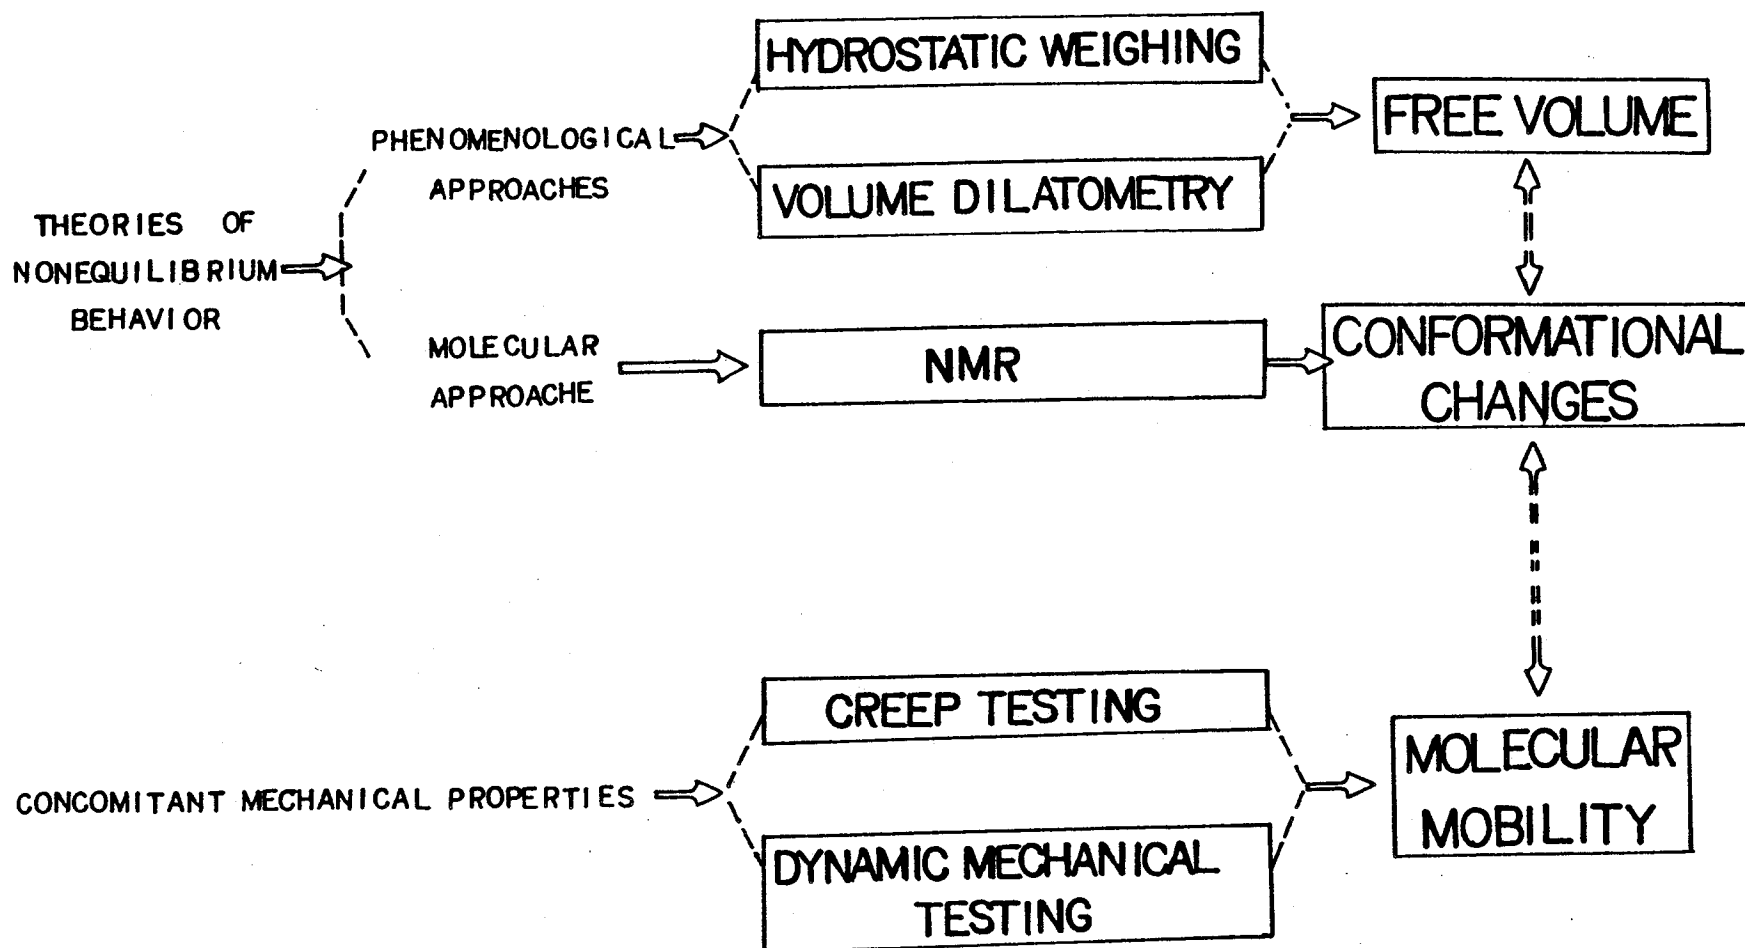 THEORIES OF
NONEQUILIBRIUM
BEHAVIOR
PHENOMENOLOGICAL
APPROACHES
HYDROSTATIC WEIGHING
VOLUME DILATOMETRY
FREE VOLUME
MOLECULAR
APPROACHE
NMR
CONFORMATIONAL
CHANGES
CONCOMITANT MECHANICAL PROPERTIES
CREEP TESTING
DYNAMIC MECHANICAL
TESTING
MOLECULAR
MOBILITY